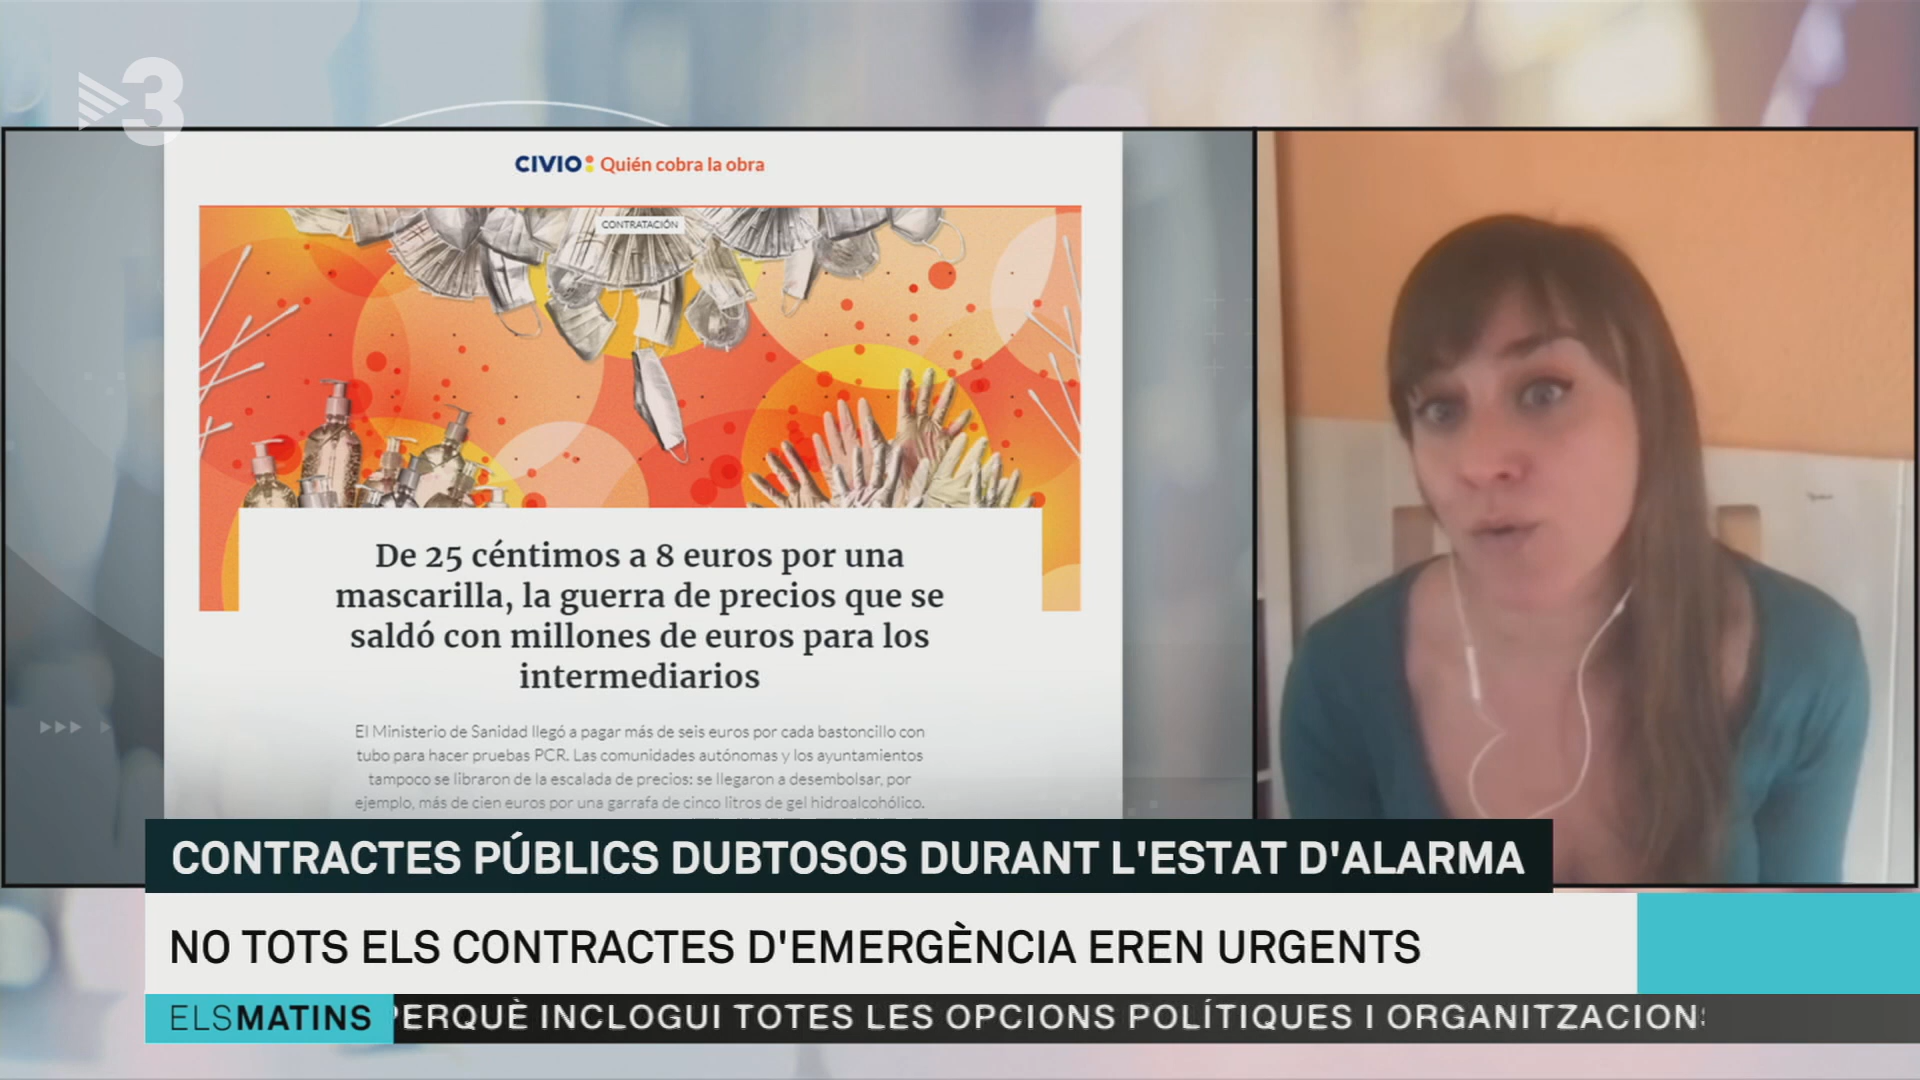 3
CIVIO: Quién cobra la obra
CONTRATACIÓN
De 25 céntimos a 8 euros por una
mascarilla, la guerra de precios que se
saldó con millones de euros para los
intermediarios
El Ministerio de Sanidad llegó a pagar más de seis euros por cada bastoncillo con
tubo para hacer pruebas PCR. Las comunidades autónomas y los ayuntamientos
tampoco se libraron de la escalada de precios: se llegaron a desembolsar, por
ejemplo, más de cien euros por una garrafa de cinco litros de gel hidroalcohólico.
CONTRACTES PÚBLICS DUBTOSOS DURANT L'ESTAT D'ALARMA
NO TOTS ELS CONTRACTES D'EMERGÈNCIA EREN URGENTS
ELSMATINS PERQUÈ INCLOGUI TOTES LES OPCIONS POLÍTIQUES I ORGANITZACIONS